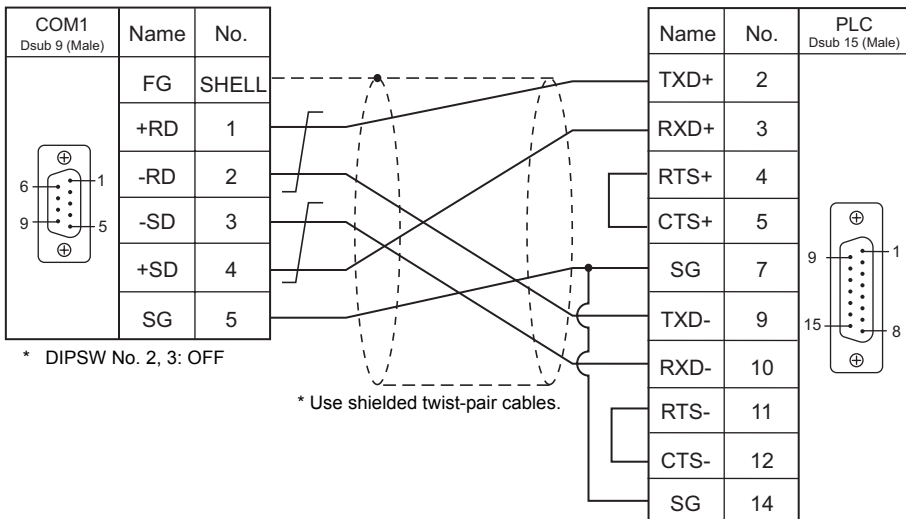 COM1
Dsub 9 (Male)
Name No.
FG SHELL
+RD 1
-RD 2
-SD 3
+SD 4
SG 5
6
1
9
5
* DIPSW No. 2, 3: OFF
* Use shielded twist-pair cables.
Name No.
PLC
Dsub 15 (Male)
TXD+ 2
RXD+ 3
RTS+ 4
CTS+ 5
SG 7
TXD- 9
RXD- 10
RTS- 11
CTS- 12
SG 14
9
1
15
8